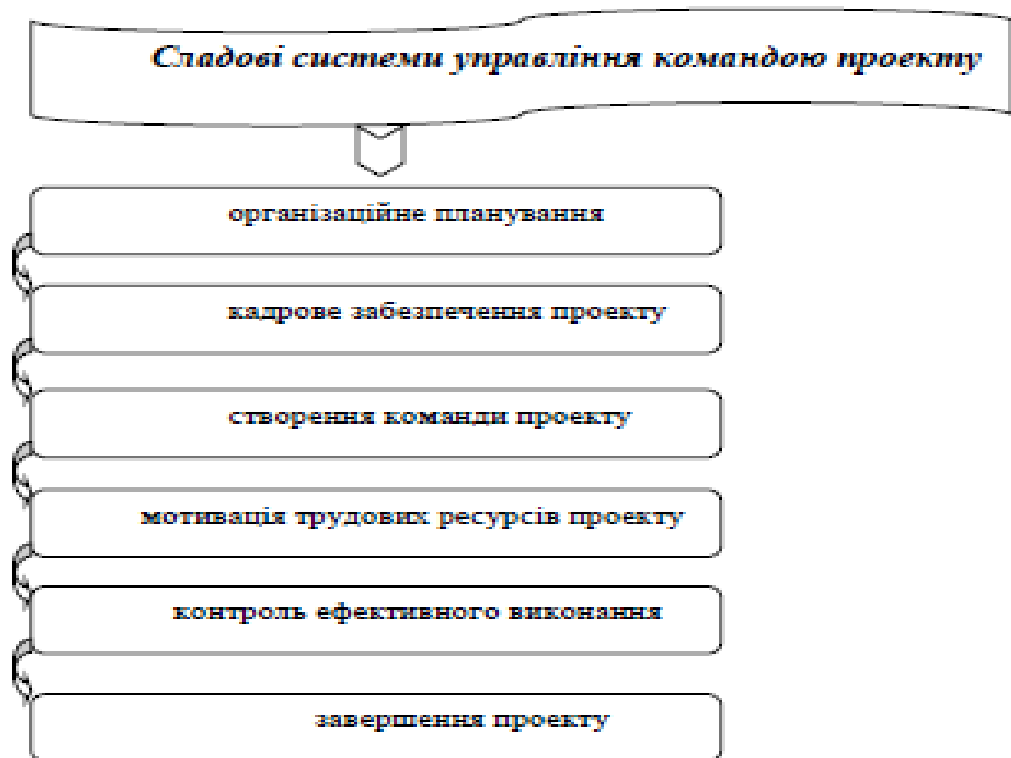 Сладові системи управління командою проекту
організаційне планування
кадрове забезпечення проекту
створення команди проекту
мотивація трудових ресурсів проекту
контроль ефективного виконання
завершення проекту